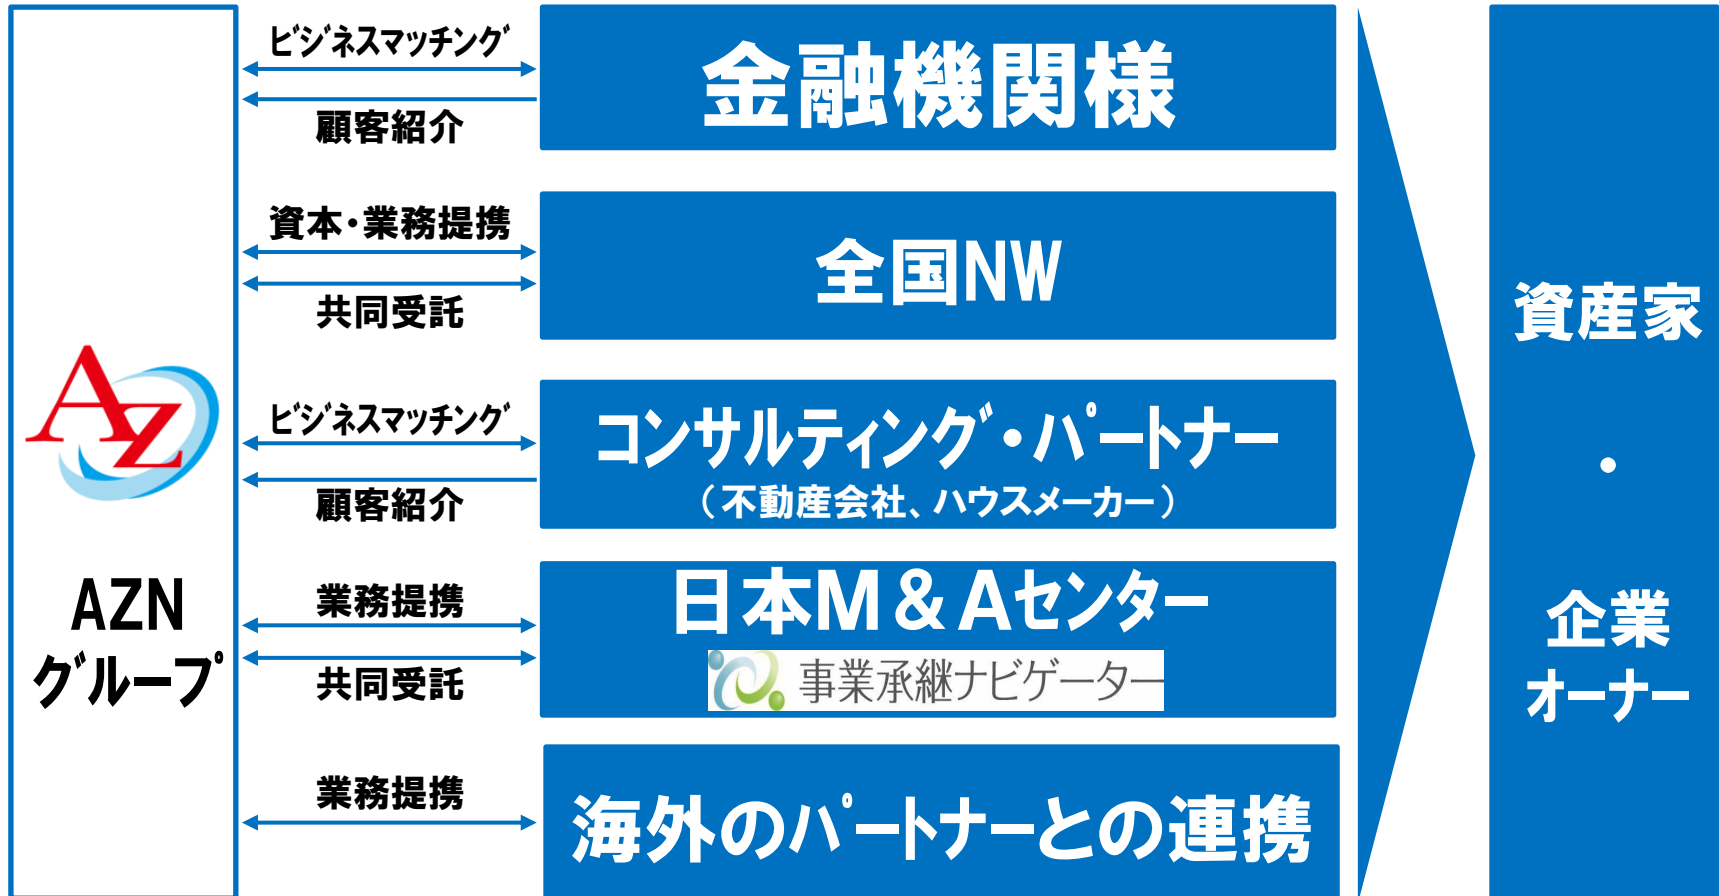 ビジネスマッチング
顧客紹介
金融機関様
資本・業務提携
共同受託
全国NW
ビジネスマッチング
顧客紹介
コンサルティング・パートナー
（不動産会社、ハウスメーカー）
業務提携
共同受託
日本M＆Aセンター
事業承継ナビゲーター
業務提携
海外のパートナーとの連携
AZ
AZN
グループ
資産家
・
企業
オーナー